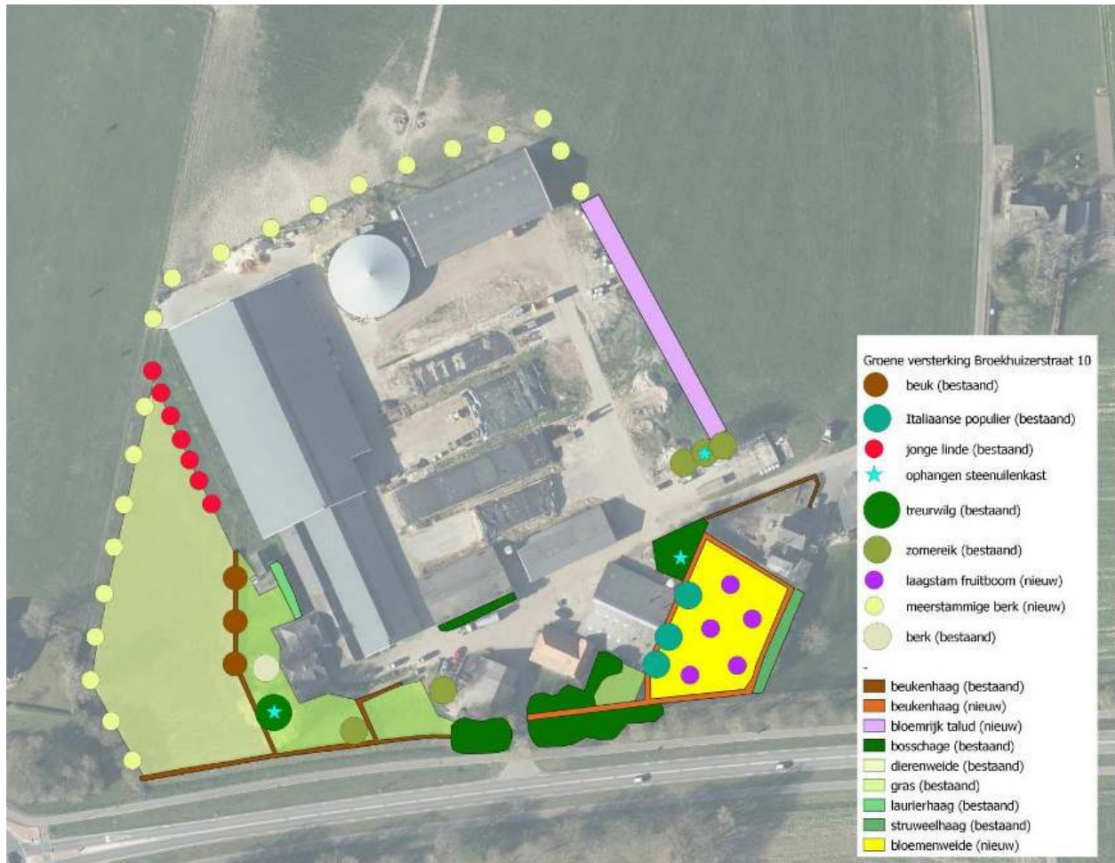 Groene versterking Broekhuizerstraat 10
beuk (bestaand)
Italiaanse populier (bestaand)
jonge linde (bestaand)
ophangen steenuilenkast
treurwilg (bestaand)
zomereik (bestaand)
laagstam fruitboom (nieuw)
meerstammige berk (nieuw)
berk (bestaand)
-
beukenhaag (bestaand)
beukenhaag (nieuw)
bloemrijk talud (nieuw)
bosschage (bestaand)
dierenweide (bestaand)
gras (bestaand)
laurierhaag (bestaand)
struweelhaag (bestaand)
bloemenweide (nieuw)